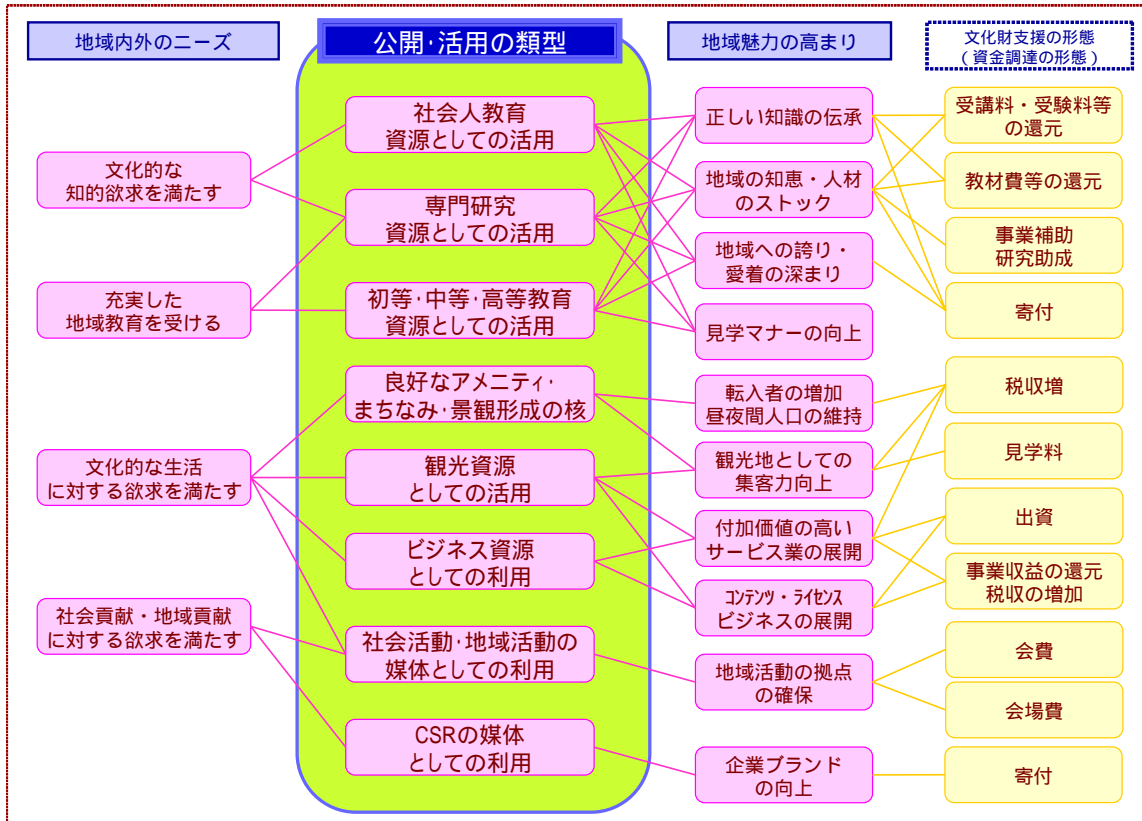 地域内外のニーズ
公開･活用の類型
地域魅力の高まり
文化財支援の形態
(資金調達の形態)
文化的な
知的欲求を満たす
充実した
地域教育を受ける
文化的な生活
に対する欲求を満たす
社会貢献・地域貢献
に対する欲求を満たす
社会人教育
資源としての活用
専門研究
資源としての活用
初等･中等･高等教育
資源としての活用
良好なアメニティ･
まちなみ･景観形成の核
観光資源
としての活用
ビジネス資源
としての利用
社会活動･地域活動の
媒体としての利用
CSRの媒体
としての利用
正しい知識の伝承
地域の知恵・人材
のストック
地域への誇り・
愛着の深まり
見学マナーの向上
転入者の増加
昼夜間人口の維持
観光地としての
集客力向上
付加価値の高い
サービス業の展開
ｺﾝﾃﾝﾂ・ﾗｲｾﾝｽ
ビジネスの展開
地域活動の拠点
の確保
企業ブランド
の向上
受講料・受験料等
の還元
教材費等の還元
事業補助
研究助成
寄付
税収増
見学料
出資
事業収益の還元
税収の増加
会費
会場費
寄付